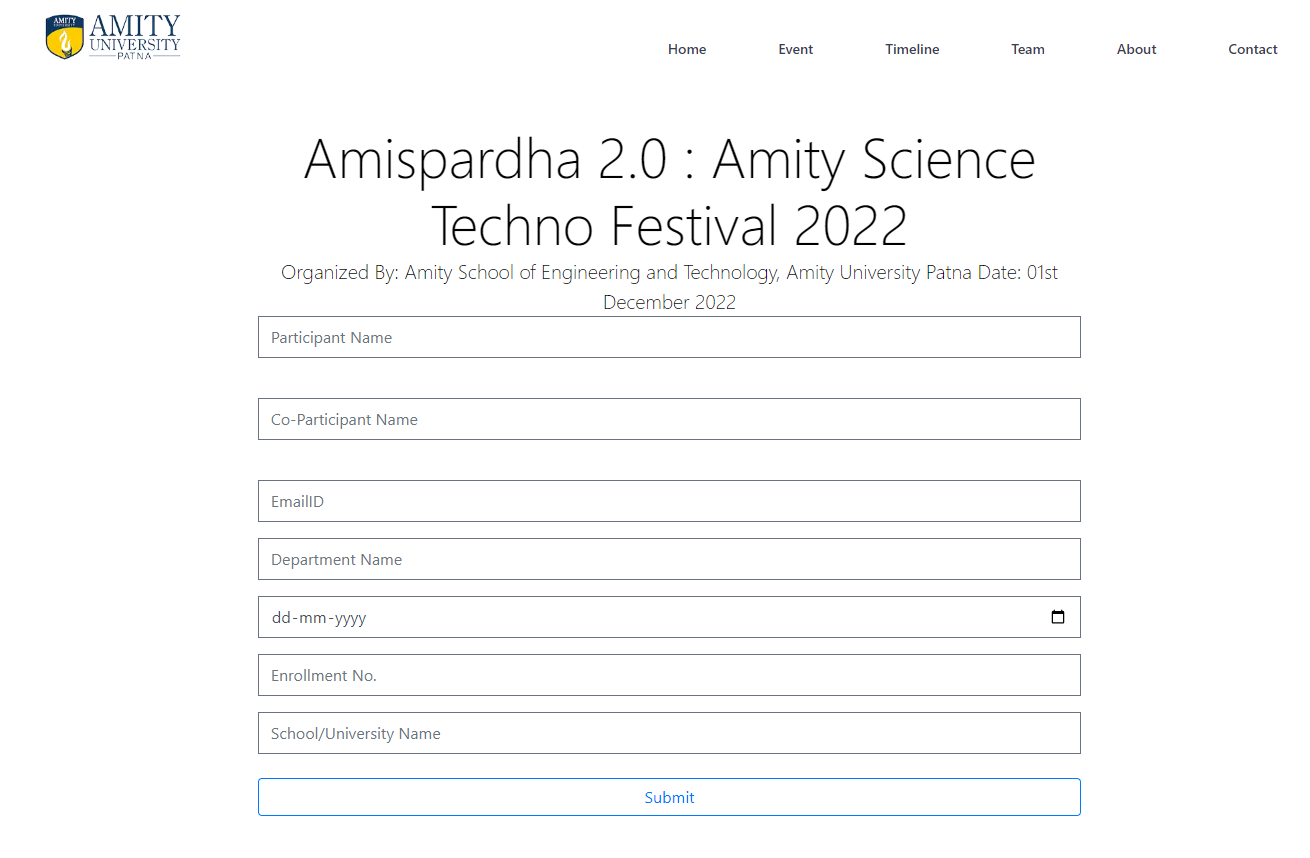 AMITY
UNIVERSITY
AMITY
UNIVERSITY
PATNA
Home Event Timeline Team About Contact
Amispardha 2.0 : Amity Science
Techno Festival 2022
Organized By: Amity School of Engineering and Technology, Amity University Patna Date: 01st
December 2022
Participant Name
Co-Participant Name
EmailID
Department Name
dd-mm-yyyy
Enrollment No.
School/University Name
Submit